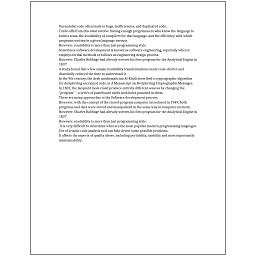 Unreadable code often leads to bugs, inefficiency, and duplicated code.
Trade-offs from this ideal involve finding enough programmers who know the language to
build a team, the availability of compilers for that language, and the efficiency with which
programs written in a given language execute.
However, readability is more than just programming style.
Sometimes software development is known as software engineering, especially when it
employs formal methods or follows an engineering design process.
However, Charles Babbage had already written his first program for the Analytical Engine in
1837.
A study found that a few simple readability transformations made code shorter and
drastically reduced the time to understand it.
In the 9th century, the Arab mathematician Al-Kindi described a cryptographic algorithm
for deciphering encrypted code, in A Manuscript on Deciphering Cryptographic Messages.
In 1801, the Jacquard loom could produce entirely different weaves by changing the
"program" - a series of pasteboard cards with holes punched in them.
There are many approaches to the Software development process.
However, with the concept of the stored-program computer introduced in 1949, both
programs and data were stored and manipulated in the same way in computer memory.
However, Charles Babbage had already written his first program for the Analytical Engine in
1837.
However, readability is more than just programming style.
It is very difficult to determine what are the most popular modern programming languages.
Use of a static code analysis tool can help detect some possible problems.
It affects the aspects of quality above, including portability, usability and most importantly
maintainability.